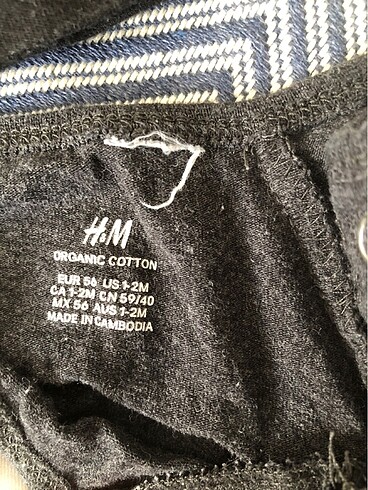 H&M
ORGANIC COTTON
EUR 56 US 1-2M
CA 1-2M CN 59/40
MX 56 AUS 1-2M
MADE IN CAMBODIA